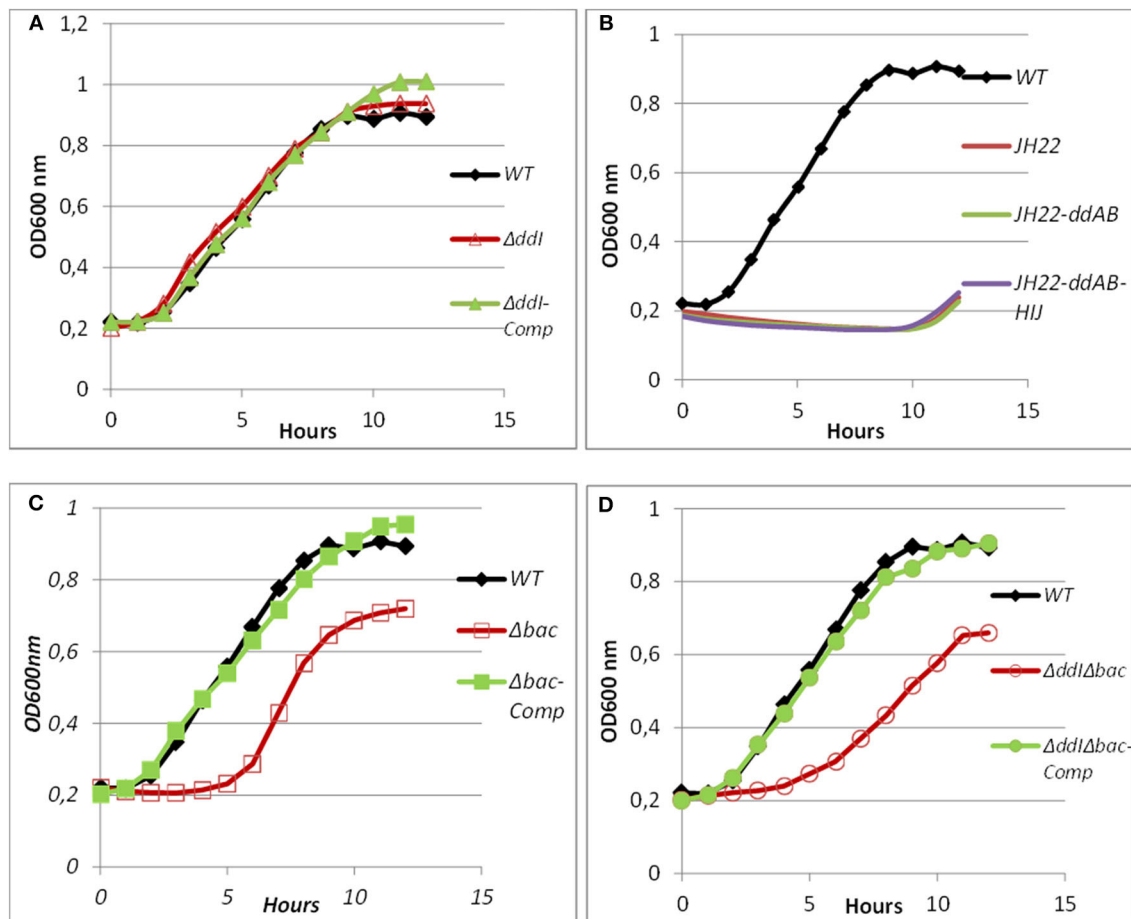 A
1,2
1
0,8
0,6
0,4
0,2
0
OD600 nm
0
5
10
15
Hours
WT
ΔddI
ΔddI-
Comp
B
1
0,8
0,6
0,4
0,2
0
OD600 nm
0
5
10
15
Hours
WT
JH22
JH22-ddAB
JH22-ddAB-
HIJ
C
1
0,8
0,6
0,4
0,2
0
OD600nm
0
5
10
15
Hours
WT
Δbac
Δbac-
Comp
D
1
0,8
0,6
0,4
0,2
0
OD600 nm
0
5
10
15
Hours
WT
ΔddIΔbac
ΔddIΔbac-
Comp